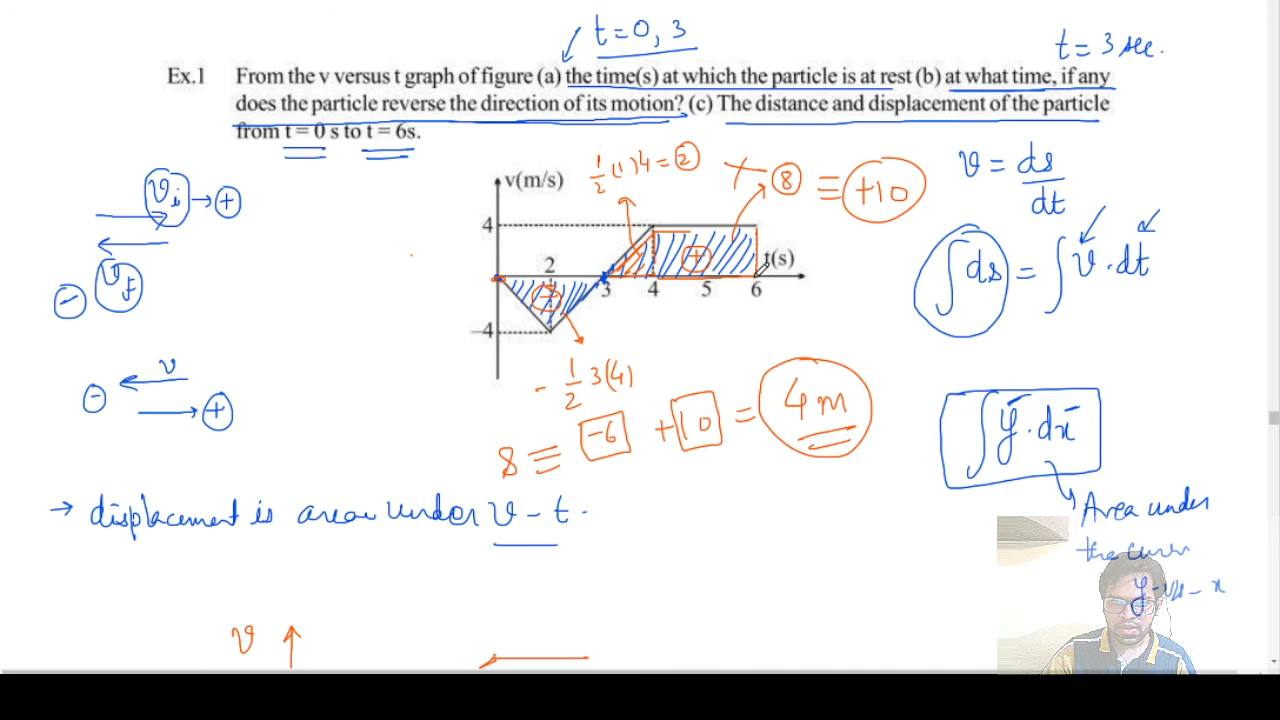 t=0, 3
t= 3 sec.
Ex.1 From the v versus t graph of figure (a) the time(s) at which the particle is at rest (b) at what time, if any
does the particle reverse the direction of its motion? (c) The distance and displacement of the particle
from t = 0 s to t = 6s.
v = ds/dt
∫ds = ∫v.dt
v_i → +
v_f
−
v(m/s)
4
2
3 4 5 6
t(s)
−4
1/2 (1) 4 = 2
8 ≡ +10
+
−
- 1/2 3(4)
v
− +
s ≡ -6 + 10 = 4m
∫y.dx
→ Area under
the curve
y - vs - x
→ displacement is area under v - t.
v ↑